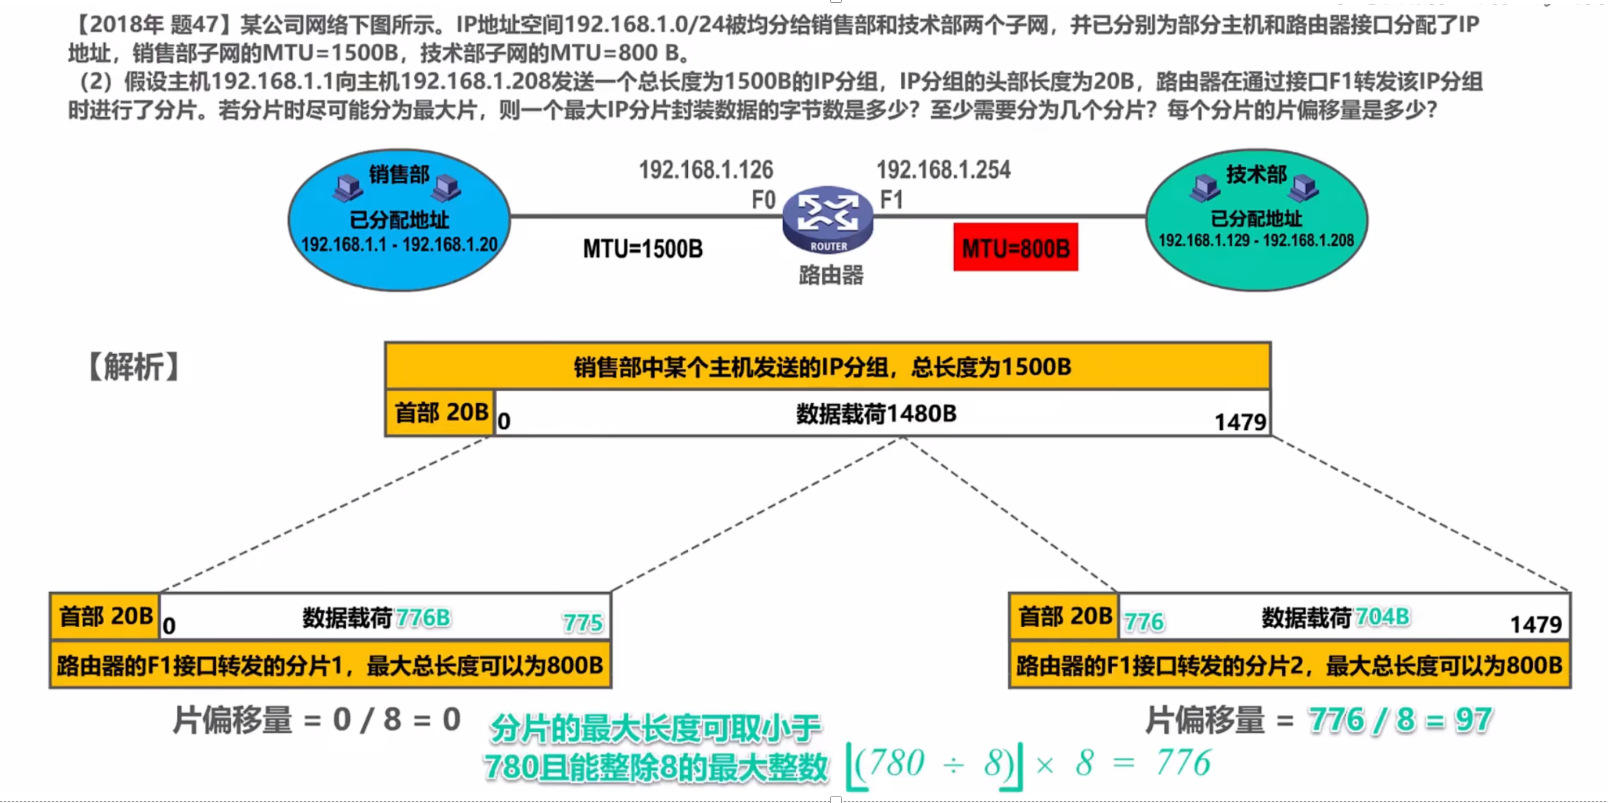 【2018年 题47】某公司网络下图所示。IP地址空间192.168.1.0/24被均分给销售部和技术部两个子网，并已分别为部分主机和路由器接口分配了IP
地址，销售部子网的MTU=1500B，技术部子网的MTU=800 B。
（2）假设主机192.168.1.1向主机192.168.1.208发送一个总长度为1500B的IP分组，IP分组的头部长度为20B，路由器在通过接口F1转发该IP分组
时进行了分片。若分片时尽可能分为最大片，则一个最大IP分片封装数据的字节数是多少？至少需要分为几个分片？每个分片的片偏移量是多少？
销售部
已分配地址
192.168.1.1 - 192.168.1.20
192.168.1.126
F0
MTU=1500B
ROUTER
路由器
192.168.1.254
F1
MTU=800B
技术部
已分配地址
192.168.1.129 - 192.168.1.208
【解析】
销售部中某个主机发送的IP分组，总长度为1500B
首部 20B 0 数据载荷1480B 1479
首部 20B 0 数据载荷776B 775
路由器的F1接口转发的分片1，最大总长度可以为800B
片偏移量 = 0 / 8 = 0
首部 20B 776 数据载荷704B 1479
路由器的F1接口转发的分片2，最大总长度可以为800B
片偏移量 = 776 / 8 = 97
分片的最大长度可取小于
780且能整除8的最大整数 ⌊(780 ÷ 8)⌋ × 8 = 776